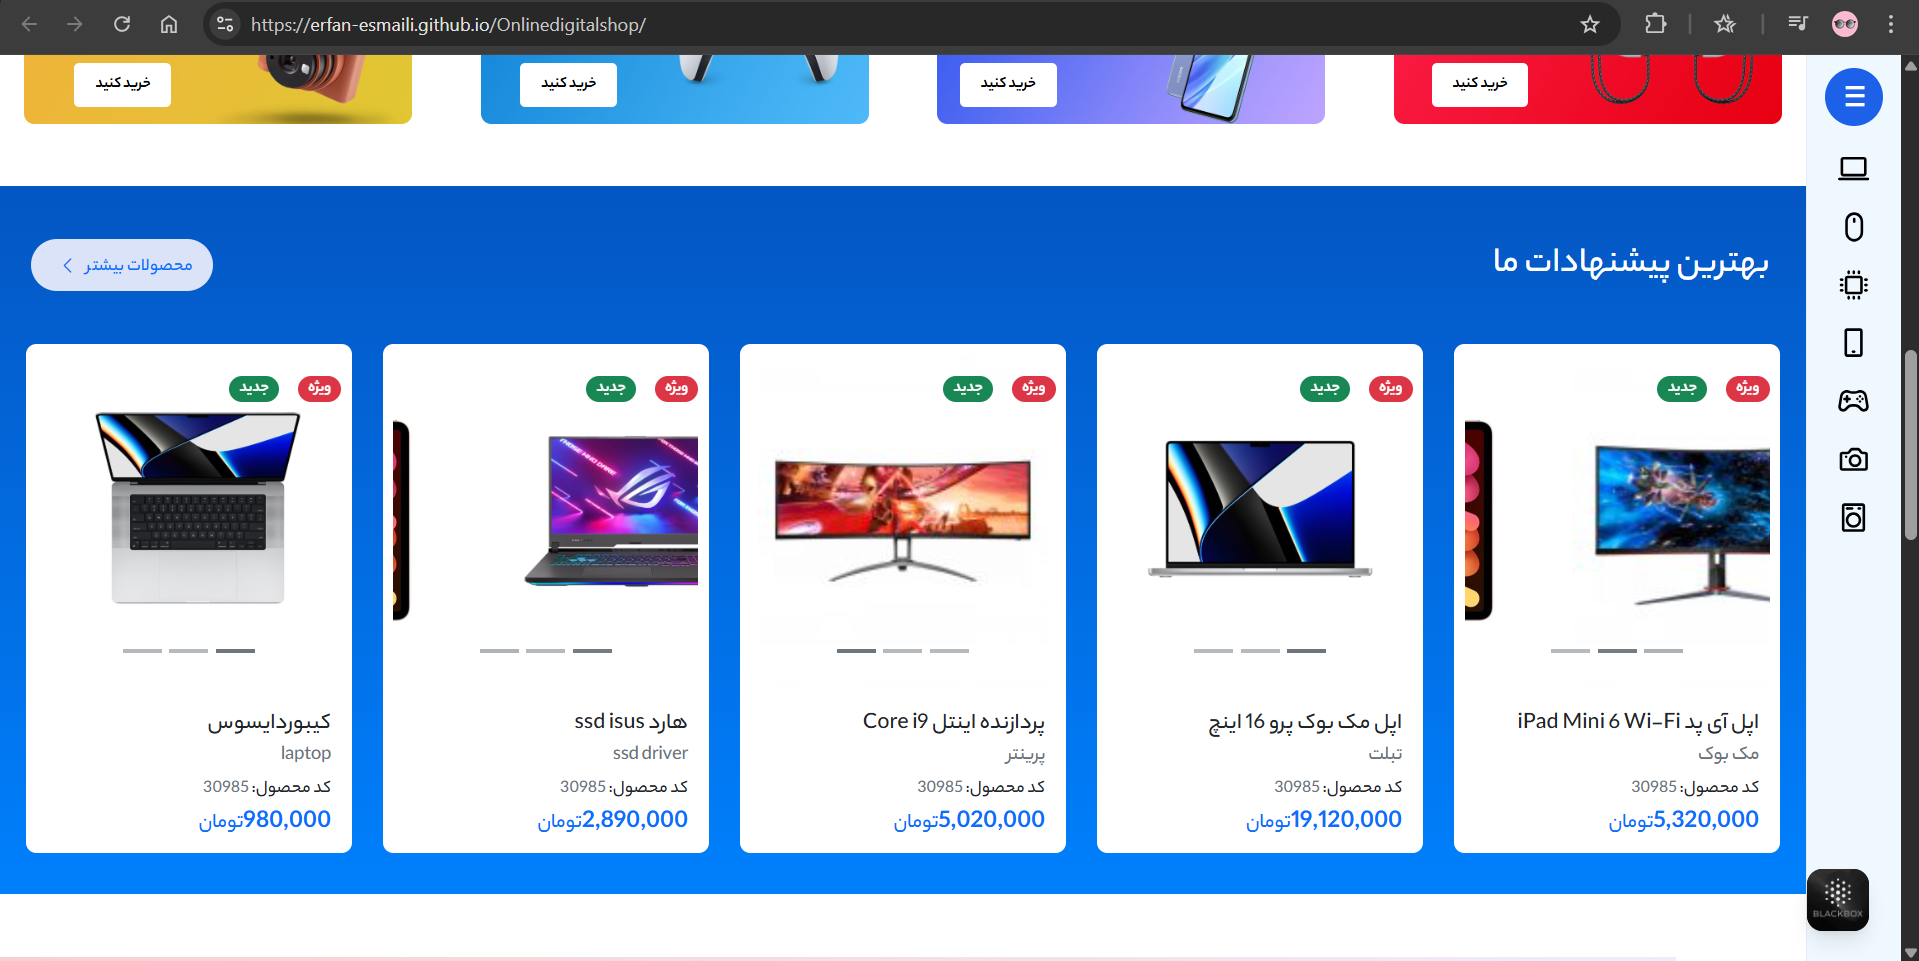 https://erfan-esmaili.github.io/Onlinedigitalshop/
خرید کنید
خرید کنید
خرید کنید
خرید کنید
بهترین پیشنهادات ما
محصولات بیشتر
ویژه
جدید
اپل آی پد iPad Mini 6 Wi-Fi
مک بوک
کد محصول: 30985
5,320,000تومان
ویژه
جدید
اپل مک بوک پرو 16 اینچ
تبلت
کد محصول: 30985
19,120,000تومان
ویژه
جدید
پردازنده اینتل Core i9
پرینتر
کد محصول: 30985
5,020,000تومان
ویژه
جدید
هارد ssd isus
ssd driver
کد محصول: 30985
2,890,000تومان
ویژه
جدید
کیبوردایسوس
laptop
کد محصول: 30985
980,000تومان
BLACKBOX